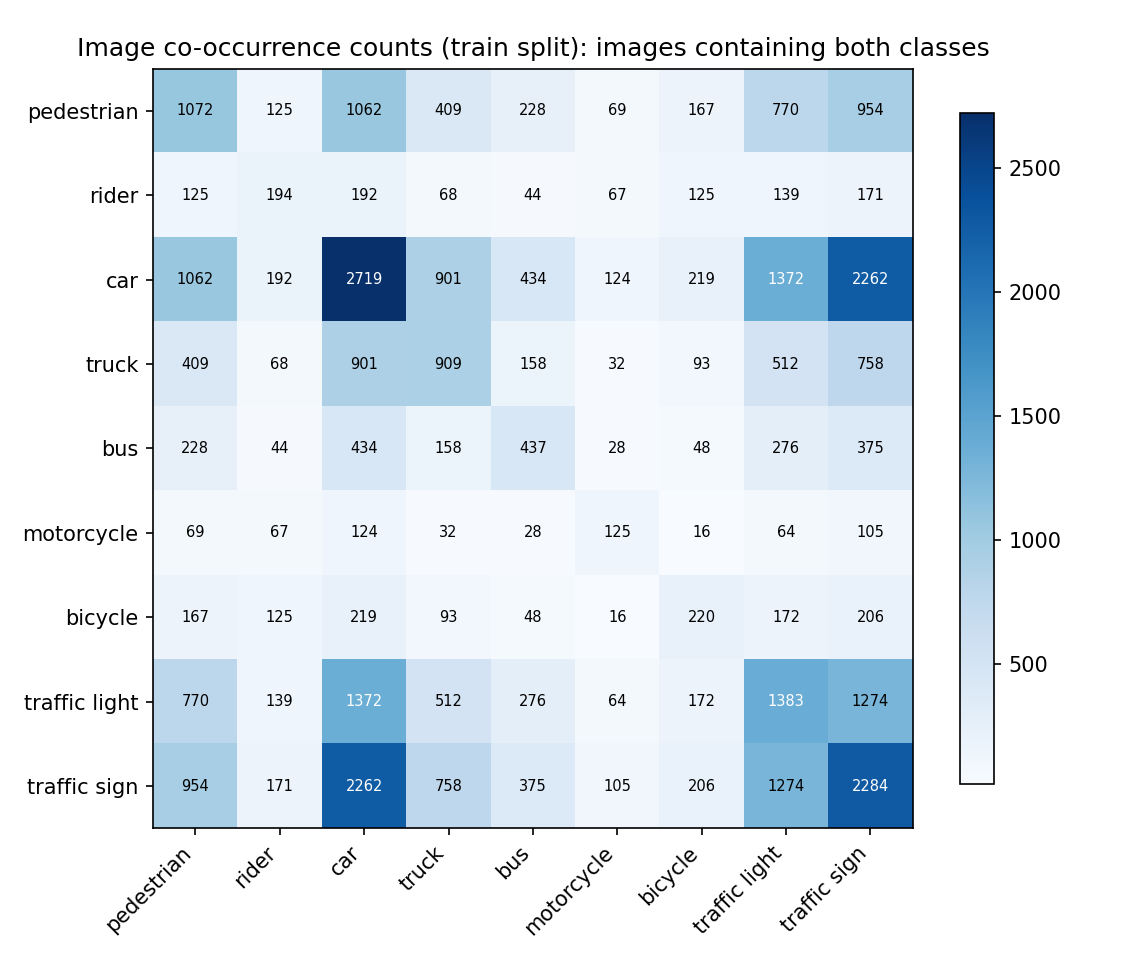 Image co-occurrence counts (train split): images containing both classes
pedestrian 1072 125 1062 409 228 69 167 770 954
rider 125 194 192 68 44 67 125 139 171
car 1062 192 2719 901 434 124 219 1372 2262
truck 409 68 901 909 158 32 93 512 758
bus 228 44 434 158 437 28 48 276 375
motorcycle 69 67 124 32 28 125 16 64 105
bicycle 167 125 219 93 48 16 220 172 206
traffic light 770 139 1372 512 276 64 172 1383 1274
traffic sign 954 171 2262 758 375 105 206 1274 2284
pedestrian rider car truck bus motorcycle bicycle traffic light traffic sign
2500
2000
1500
1000
500